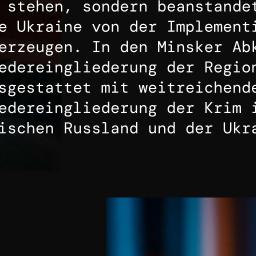 stehen, sondern beanstandet
e Ukraine von der Implementi
erzeugen. In den Minsker Abk
edereingliederung der Region
sgestattet mit weitreichende
edereingliederung der Krim i
ischen Russland und der Ukra